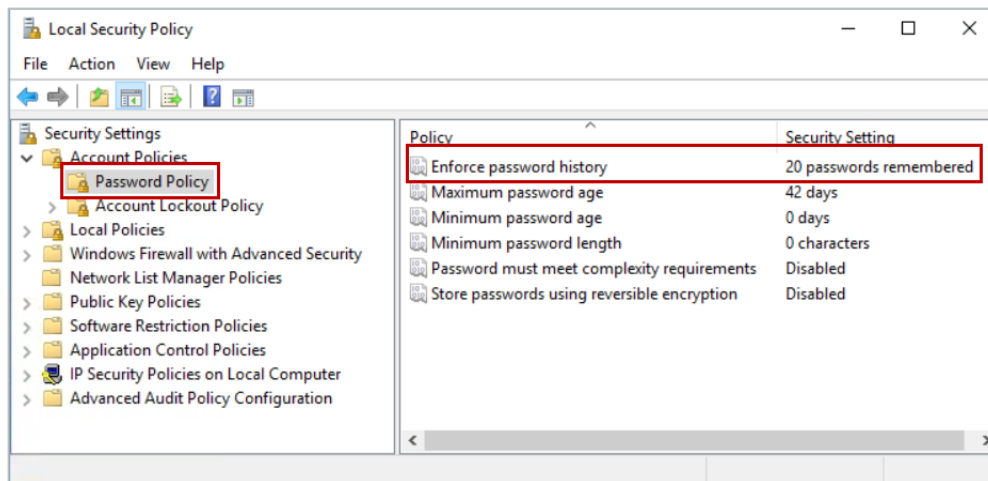 Local Security Policy
File Action View Help
Security Settings
Account Policies
Password Policy
Account Lockout Policy
Local Policies
Windows Firewall with Advanced Security
Network List Manager Policies
Public Key Policies
Software Restriction Policies
Application Control Policies
IP Security Policies on Local Computer
Advanced Audit Policy Configuration
Policy Security Setting
Enforce password history 20 passwords remembered
Maximum password age 42 days
Minimum password age 0 days
Minimum password length 0 characters
Password must meet complexity requirements Disabled
Store passwords using reversible encryption Disabled